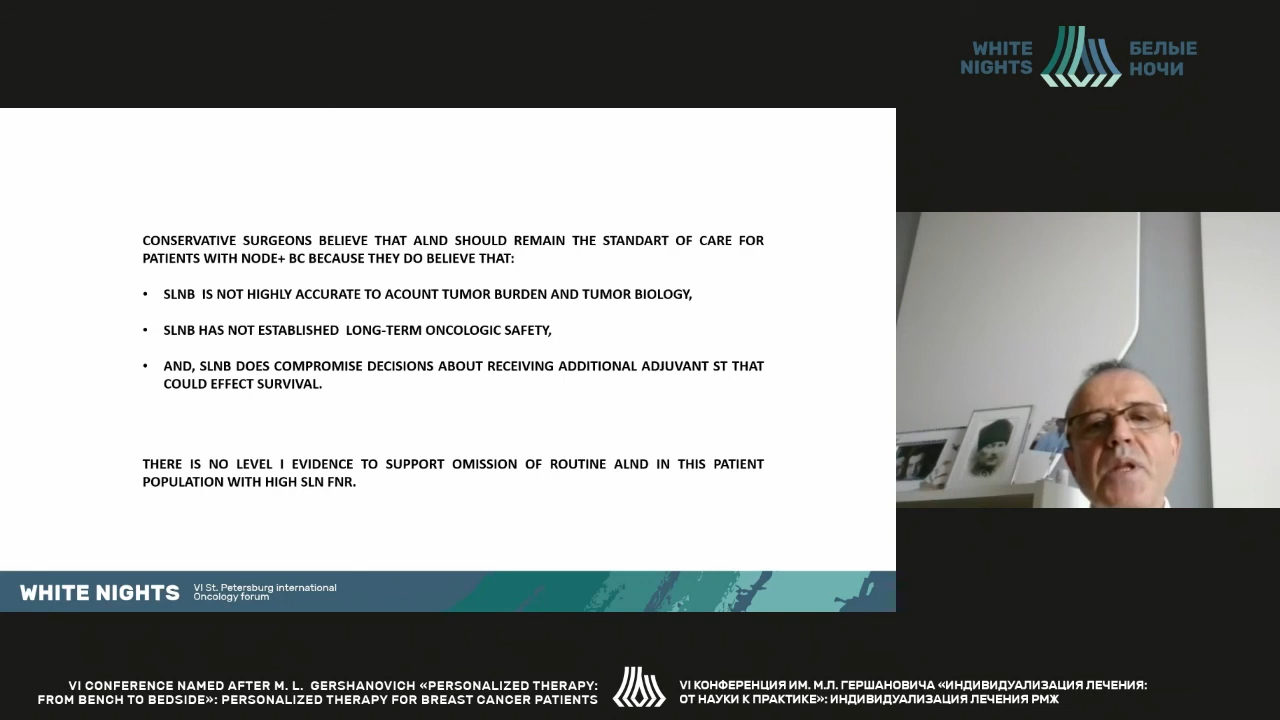 WHITE
NIGHTS
БЕЛЫЕ
НОЧИ
CONSERVATIVE SURGEONS BELIEVE THAT ALND SHOULD REMAIN THE STANDART OF CARE FOR
PATIENTS WITH NODE+ BC BECAUSE THEY DO BELIEVE THAT:
• SLNB IS NOT HIGHLY ACCURATE TO ACOUNT TUMOR BURDEN AND TUMOR BIOLOGY,
• SLNB HAS NOT ESTABLISHED LONG-TERM ONCOLOGIC SAFETY,
• AND, SLNB DOES COMPROMISE DECISIONS ABOUT RECEIVING ADDITIONAL ADJUVANT ST THAT
COULD EFFECT SURVIVAL.
THERE IS NO LEVEL I EVIDENCE TO SUPPORT OMISSION OF ROUTINE ALND IN THIS PATIENT
POPULATION WITH HIGH SLN FNR.
WHITE NIGHTS
VI St. Petersburg international
Oncology forum
VI CONFERENCE NAMED AFTER M. L. GERSHANOVICH «PERSONALIZED THERAPY:
FROM BENCH TO BEDSIDE»: PERSONALIZED THERAPY FOR BREAST CANCER PATIENTS
VI КОНФЕРЕНЦИЯ ИМ. М.Л. ГЕРШАНОВИЧА «ИНДИВИДУАЛИЗАЦИЯ ЛЕЧЕНИЯ:
ОТ НАУКИ К ПРАКТИКЕ»: ИНДИВИДУАЛИЗАЦИЯ ЛЕЧЕНИЯ РМЖ